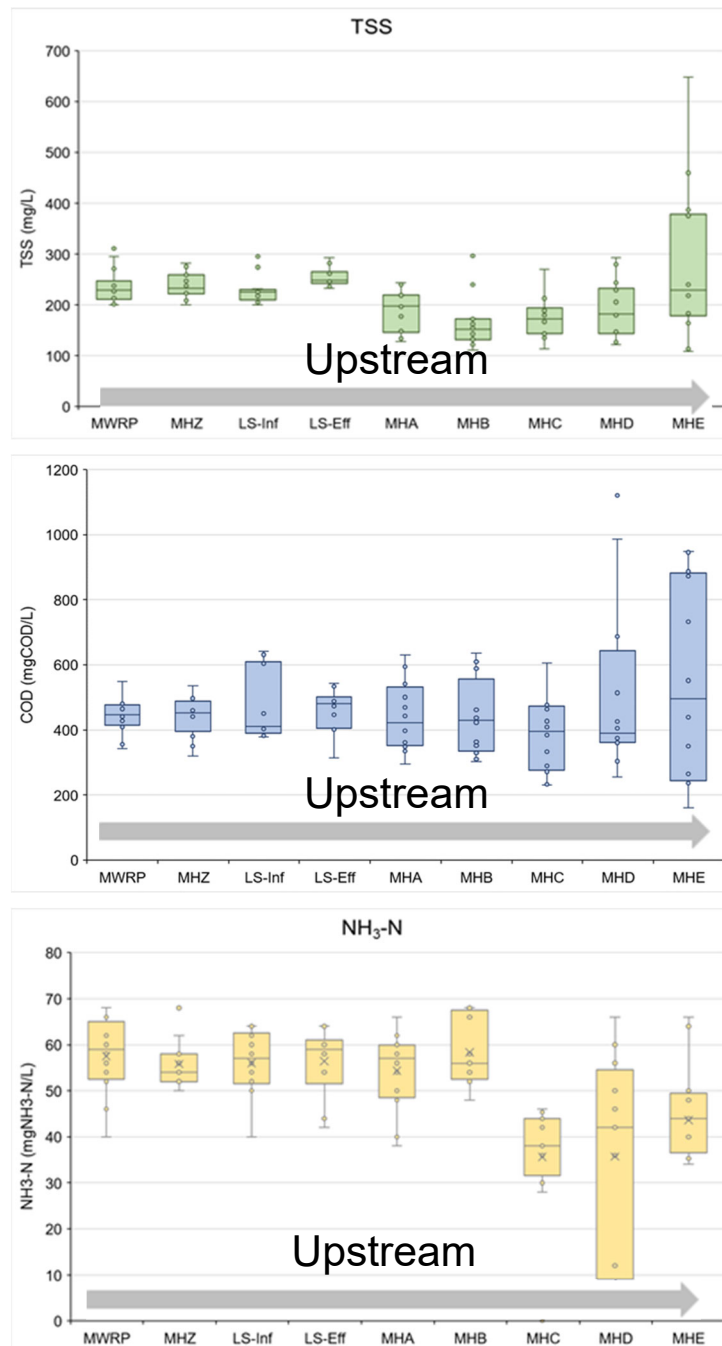 TSS
700
600
500
400
300
200
100
0
TSS (mg/L)
Upstream
MWRP MHZ LS-Inf LS-Eff MHA MHB MHC MHD MHE
1200
1000
800
600
400
200
0
COD (mgCOD/L)
Upstream
MWRP MHZ LS-Inf LS-Eff MHA MHB MHC MHD MHE
NH₃-N
80
70
60
50
40
30
20
10
0
NH3-N (mgNH3-N/L)
Upstream
MWRP MHZ LS-Inf LS-Eff MHA MHB MHC MHD MHE